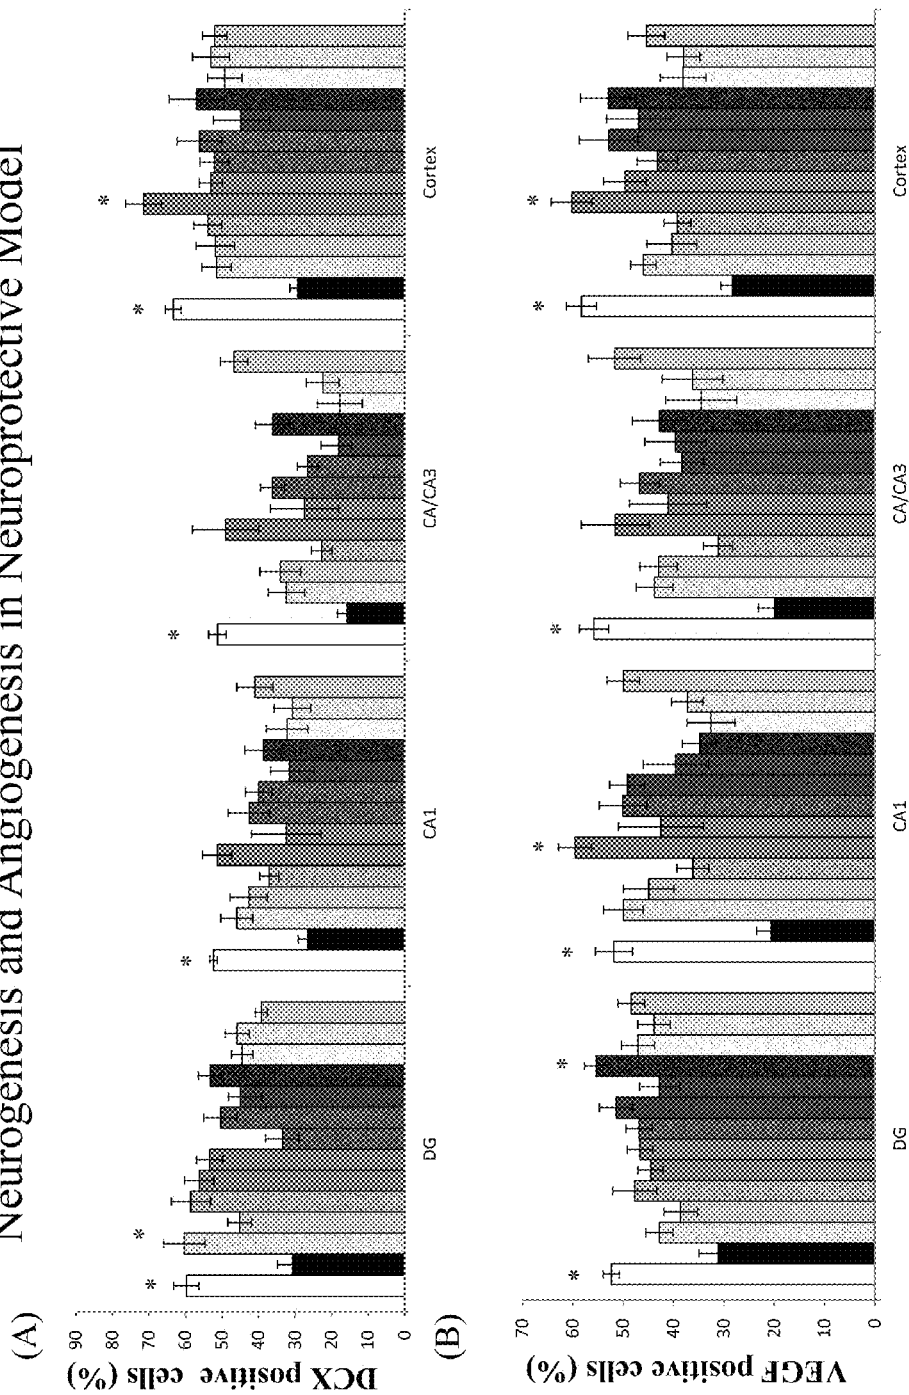 Neurogenesis and Angiogenesis in Neuroprotective Model
(A)
DCX positive cells (%)
90
80
70
60
50
40
30
20
10
0
*
*
*
*
*
*
DG
CA1
CA/CA3
Cortex
(B)
VEGF positive cells (%)
70
60
50
40
30
20
10
0
*
*
*
*
*
*
*
DG
CA1
CA/CA3
Cortex